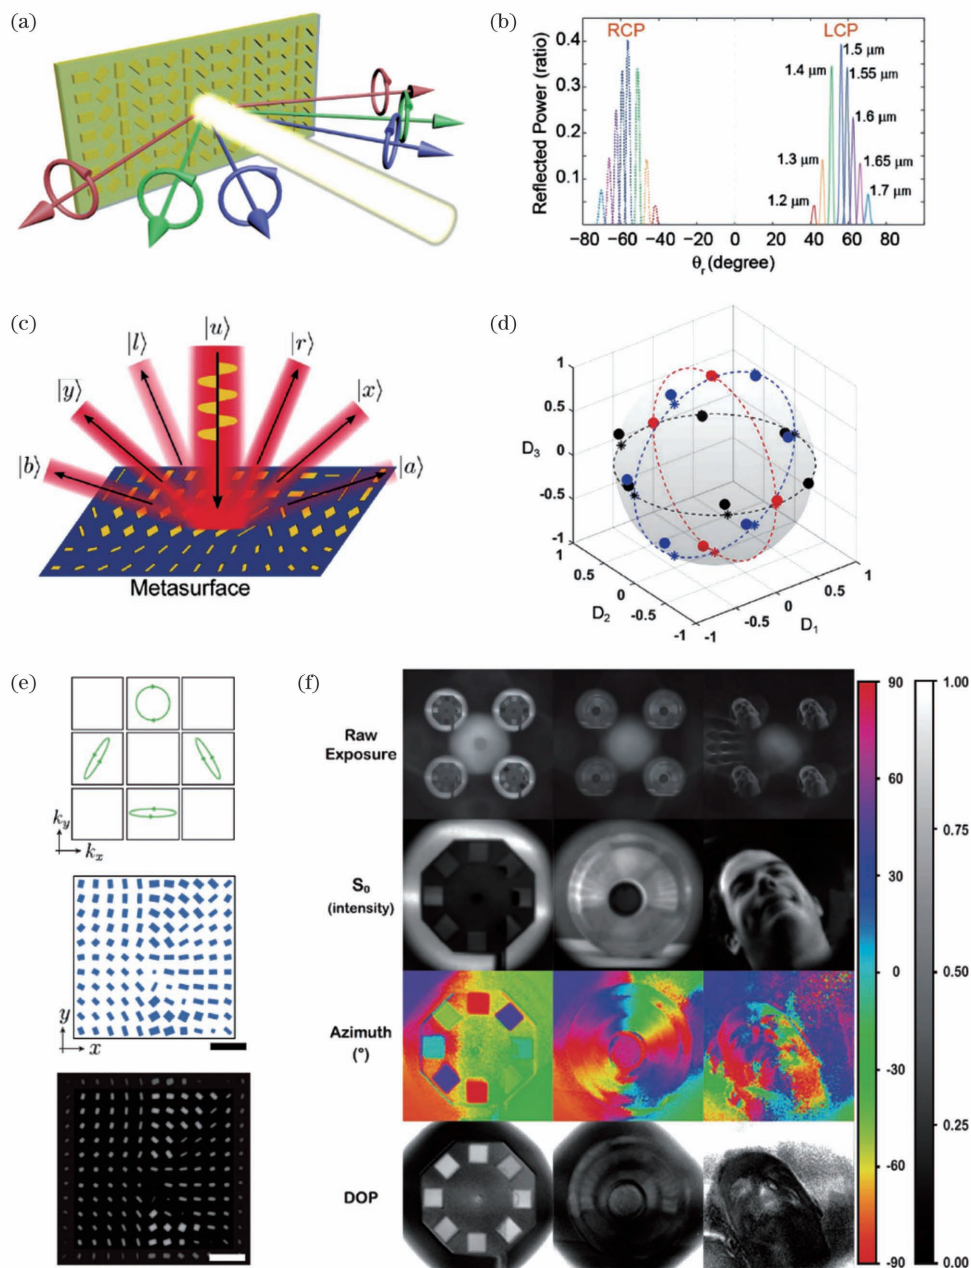 (a)
(b)
RCP
LCP
Reflected Power (ratio)
0.4
0.3
0.2
0.1
1.5 μm
1.4 μm
1.55 μm
1.6 μm
1.3 μm
1.65 μm
1.2 μm
1.7 μm
−80 −60 −40 −20 0 20 40 60 80
θr (degree)
(c)
|u⟩
|l⟩
|r⟩
|y⟩
|x⟩
|b⟩
|a⟩
Metasurface
(d)
1
0.5
D3 0
-0.5
-1
1
0.5
0
-0.5
-1
D2
-1
-0.5
0
0.5
1
D1
(e)
ky
kx
y
x
(f)
Raw
Exposure
S0
(intensity)
Azimuth
(°)
DOP
90
60
30
0
-30
-60
-90
1.00
0.75
0.50
0.25
0.00